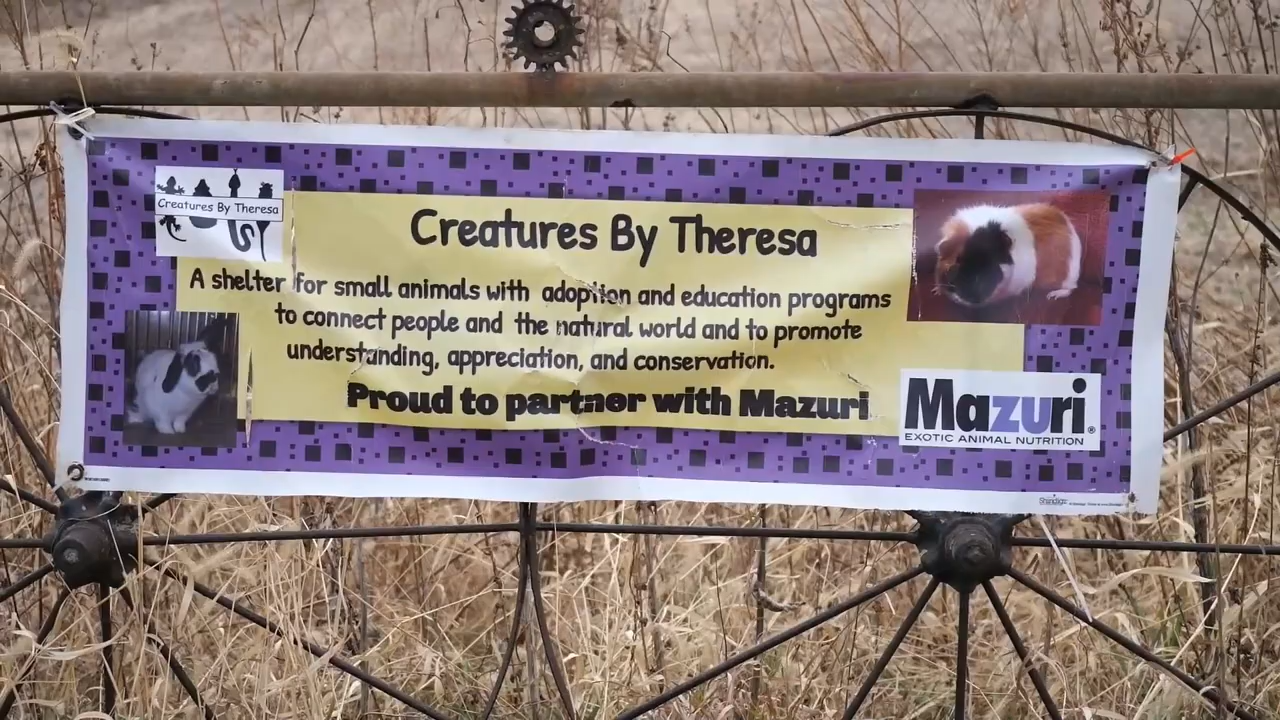 Creatures By Theresa
Creatures By Theresa
A shelter for small animals with adoption and education programs
to connect people and the natural world and to promote
understanding, appreciation, and conservation.
Proud to partner with Mazuri
Mazuri®
EXOTIC ANIMAL NUTRITION
Shindigz